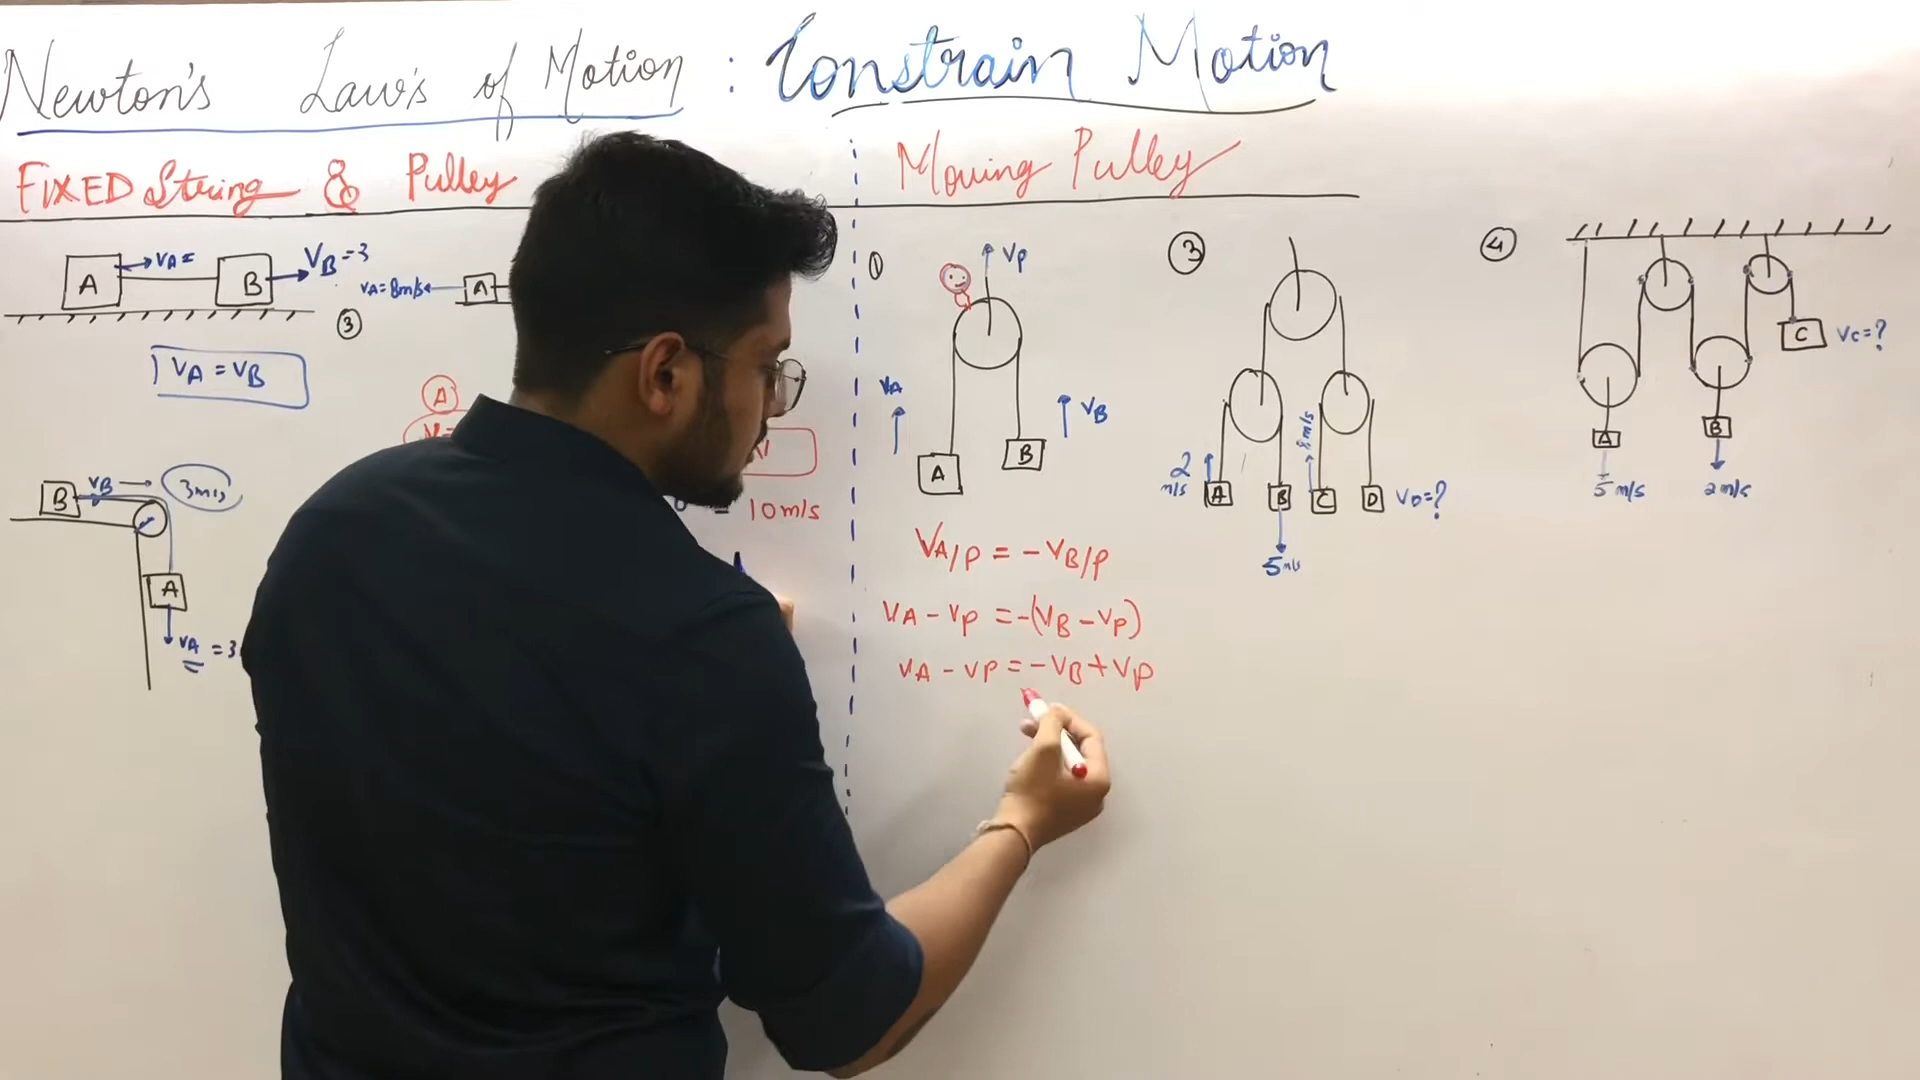 Newton's Law's of Motion : Constrain Motion
FIXED String & Pulley
Moving Pulley
A
VA=
B
VB=3
VA=8m/s
A
③
VA = VB
A
B
VB
3m/s
A
VA = 3
10m/s
①
VP
VA
VB
A
B
VA/P = -VB/P
VA - VP = -(VB - VP)
VA - VP = -VB + VP
③
2 m/s
8m/s
A
B
C
D
VD=?
5 m/s
④
C
VC=?
A
B
5 m/s
2m/s